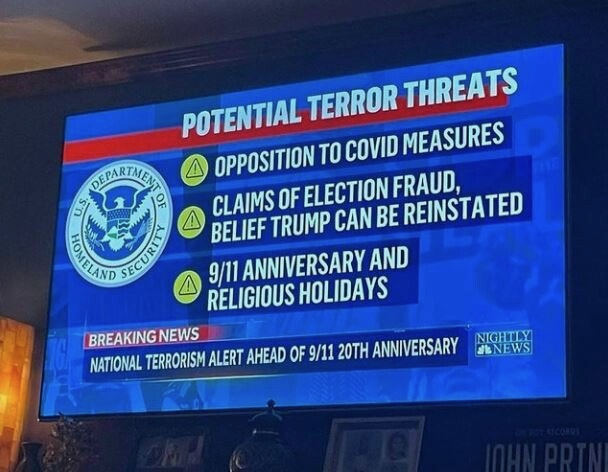 POTENTIAL TERROR THREATS
OPPOSITION TO COVID MEASURES
CLAIMS OF ELECTION FRAUD,
BELIEF TRUMP CAN BE REINSTATED
9/11 ANNIVERSARY AND
RELIGIOUS HOLIDAYS
U.S. DEPARTMENT OF
HOMELAND SECURITY
BREAKING NEWS
NATIONAL TERRORISM ALERT AHEAD OF 9/11 20TH ANNIVERSARY
NIGHTLY
NEWS
JOHN